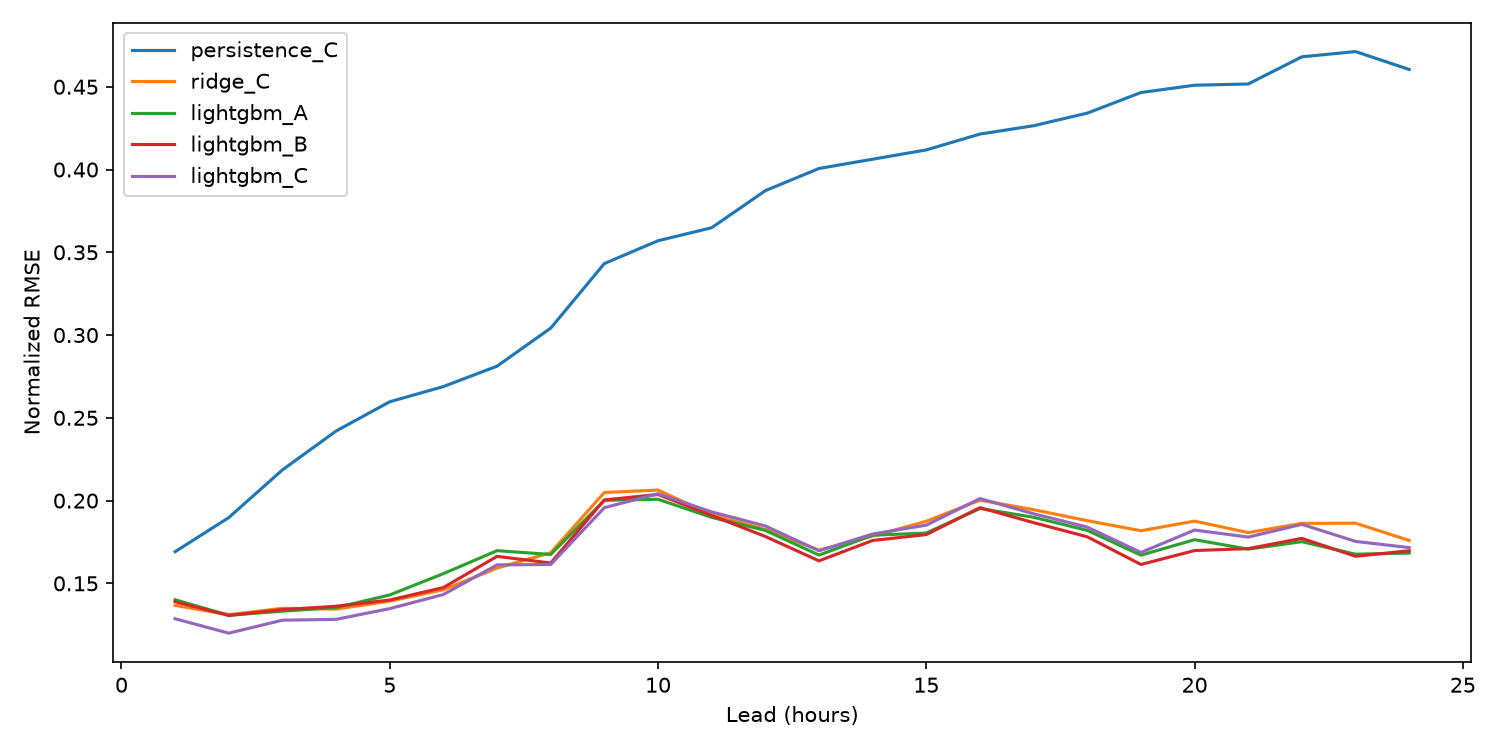 persistence_C
ridge_C
lightgbm_A
lightgbm_B
lightgbm_C
Normalized RMSE
0.45
0.40
0.35
0.30
0.25
0.20
0.15
0 5 10 15 20 25
Lead (hours)